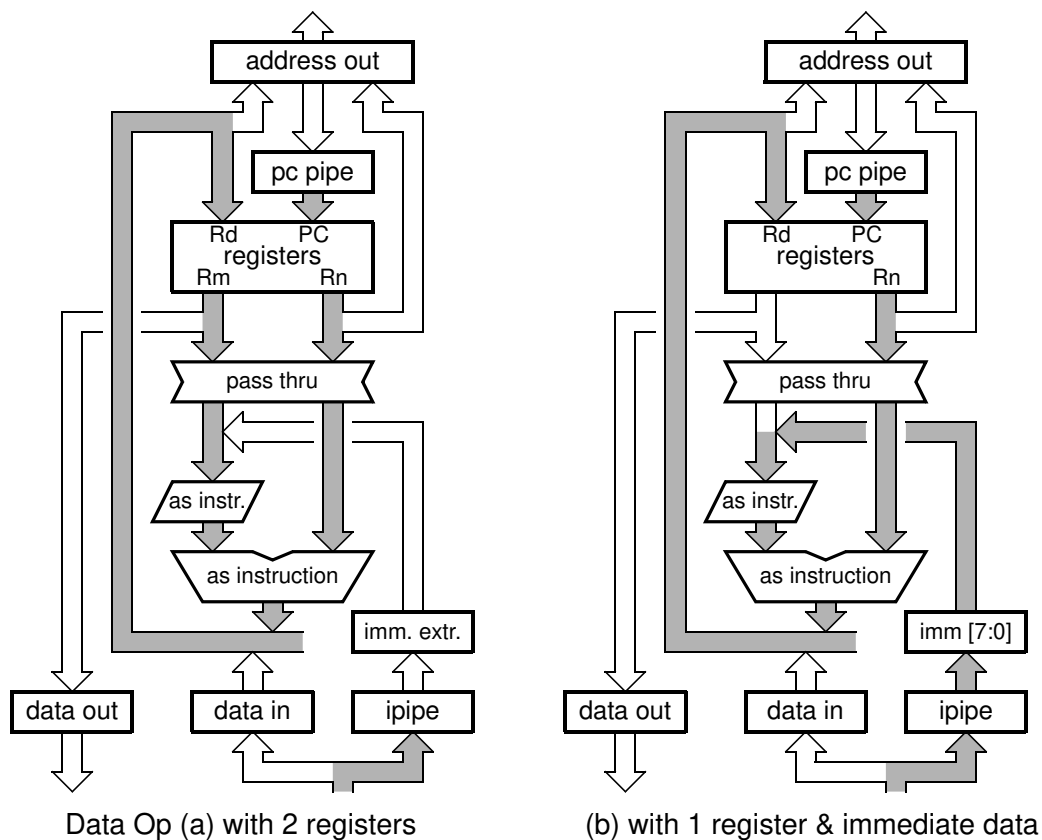 address out
pc pipe
Rd PC
registers
Rm Rn
pass thru
as instr.
as instruction
imm. extr.
data out
data in
ipipe
Data Op (a) with 2 registers
address out
pc pipe
Rd PC
registers
Rn
pass thru
as instr.
as instruction
imm [7:0]
data out
data in
ipipe
(b) with 1 register & immediate data